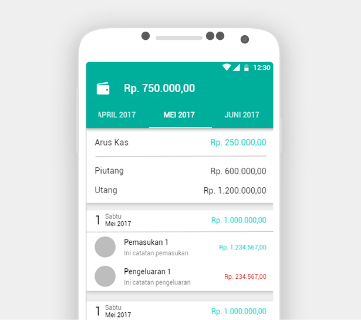 12:30
Rp. 750.000,00
APRIL 2017 MEI 2017 JUNI 2017
Arus Kas Rp. 250.000,00
Piutang Rp. 600.000,00
Utang Rp. 1.200.000,00
1 Sabtu Mei 2017 Rp. 1.000.000,00
Pemasukan 1 Rp. 1.234.567,00
Ini catatan pemasukan
Pengeluaran 1 Rp. 234.567,00
Ini catatan pengeluaran
1 Sabtu Mei 2017 Rp. 1.000.000,00